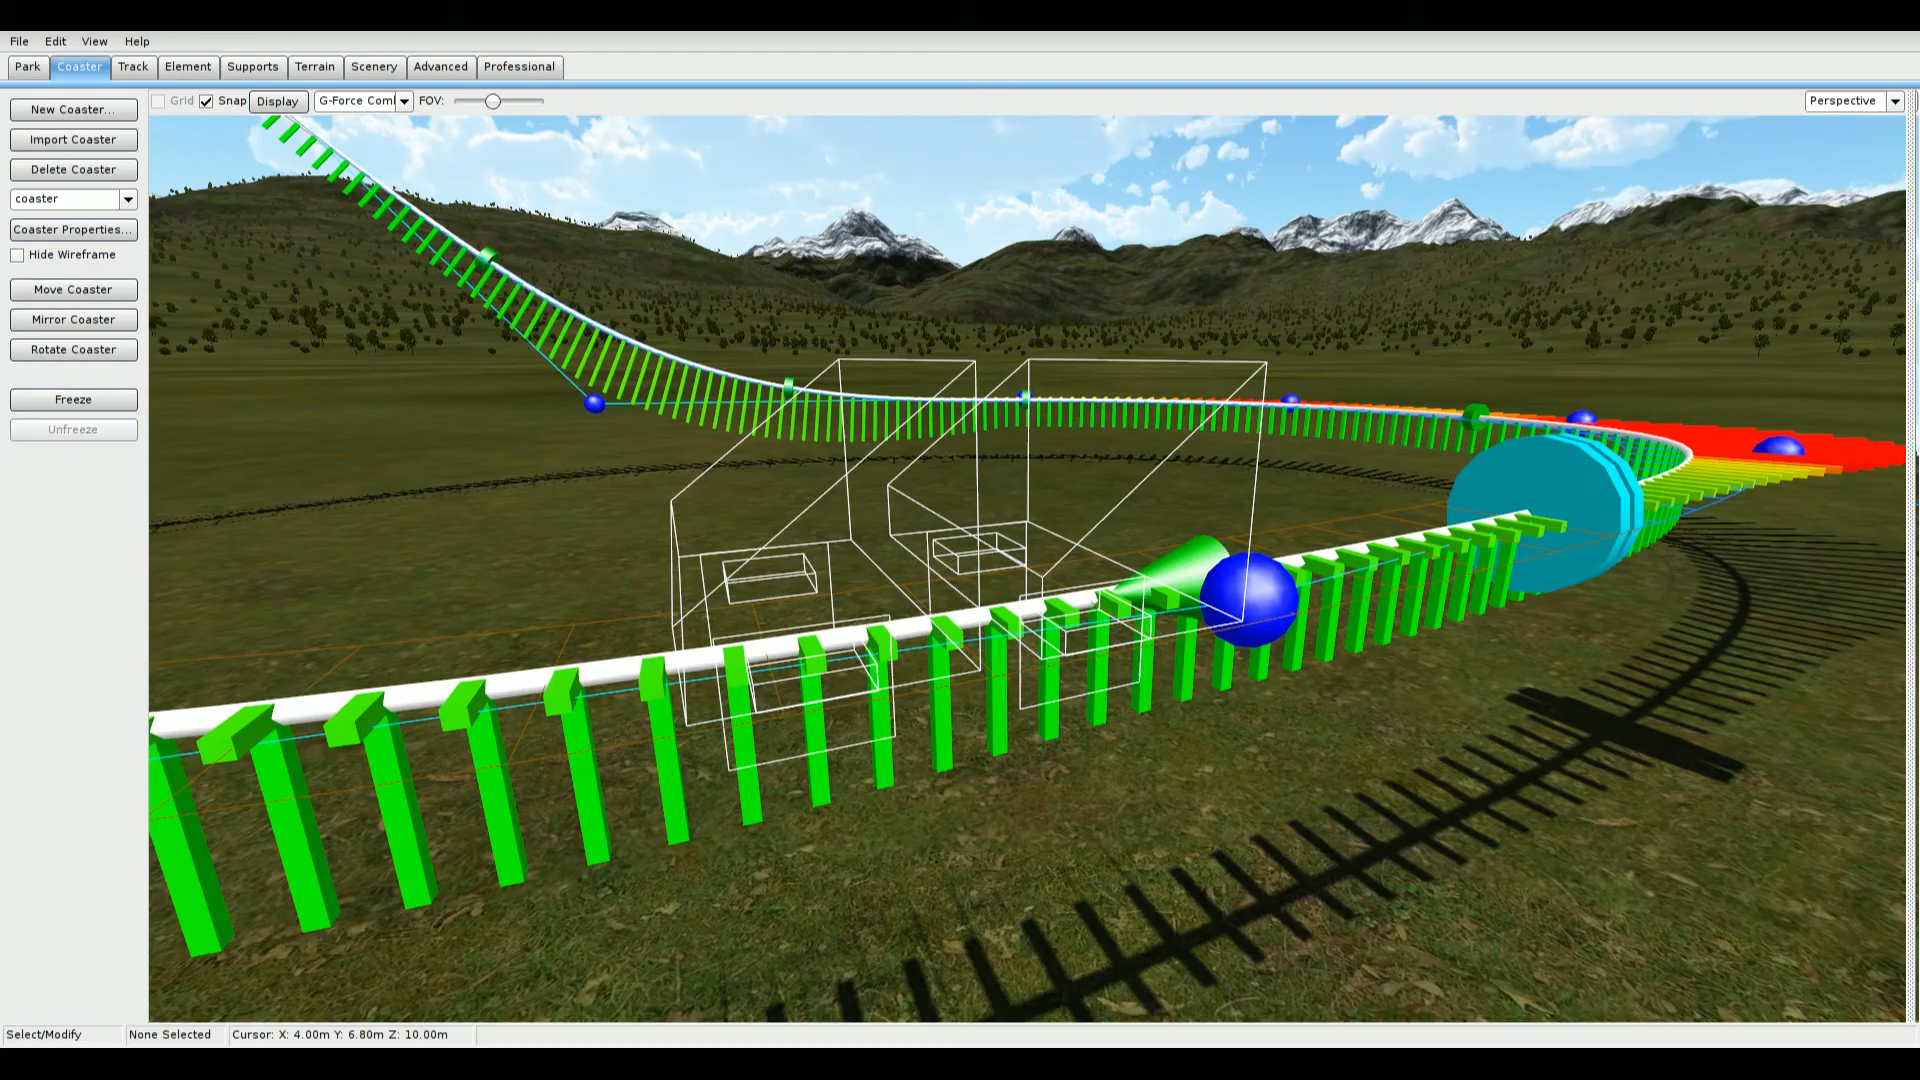 File Edit View Help
Park Coaster Track Element Supports Terrain Scenery Advanced Professional
Grid Snap Display G-Force Com FOV: Perspective
New Coaster...
Import Coaster
Delete Coaster
coaster
Coaster Properties...
Hide Wireframe
Move Coaster
Mirror Coaster
Rotate Coaster
Freeze
Unfreeze
Select/Modify None Selected Cursor: X: 4.00m Y: 6.80m Z: 10.00m